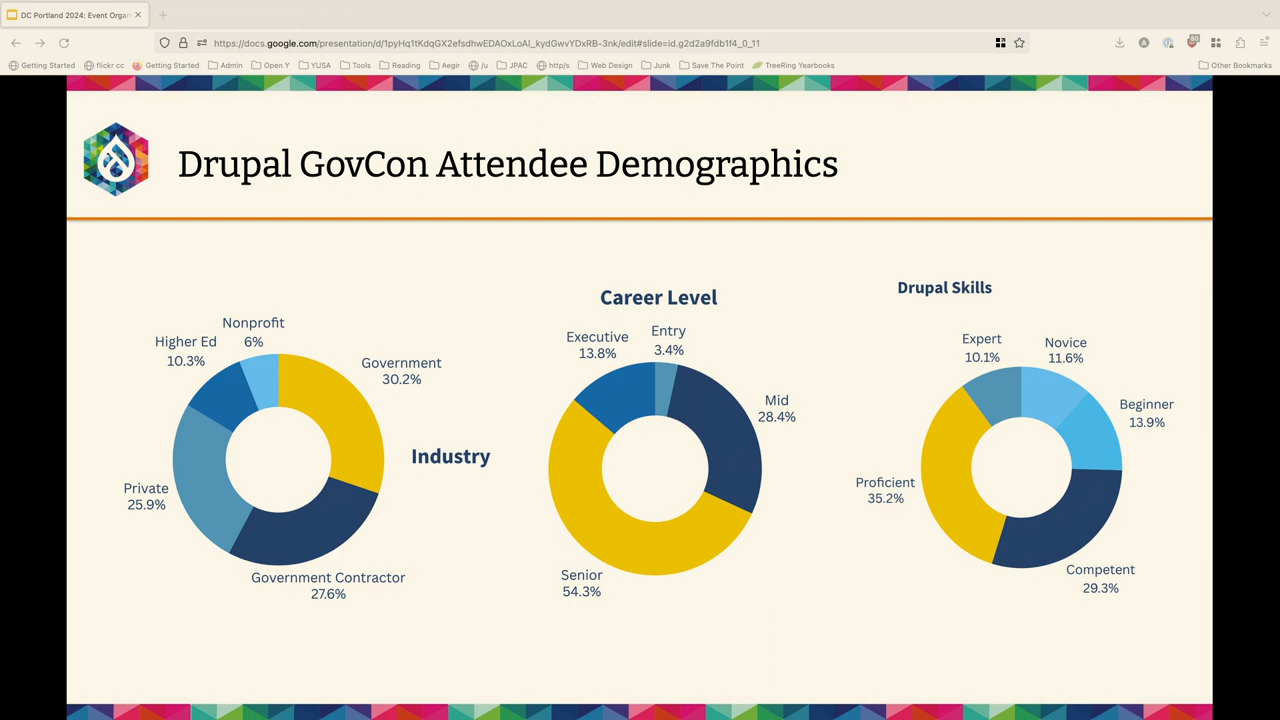 DC Portland 2024: Event Organ
https://docs.google.com/presentation/d/1pyHq1tKdqGX2efsdhwEDAOxLoAI_kydGwvYDxRB-3nk/edit#slide=id.g2d2a9fdb1f4_0_11
80
Getting Started
flickr cc
Getting Started
Admin
Open Y
YUSA
Tools
Reading
Aegir
/u
JPAC
http/s
Web Design
Junk
Save The Point
TreeRing Yearbooks
Other Bookmarks
Drupal GovCon Attendee Demographics
Industry
Nonprofit
6%
Higher Ed
10.3%
Government
30.2%
Private
25.9%
Government Contractor
27.6%
Career Level
Executive
13.8%
Entry
3.4%
Mid
28.4%
Senior
54.3%
Drupal Skills
Expert
10.1%
Novice
11.6%
Beginner
13.9%
Proficient
35.2%
Competent
29.3%